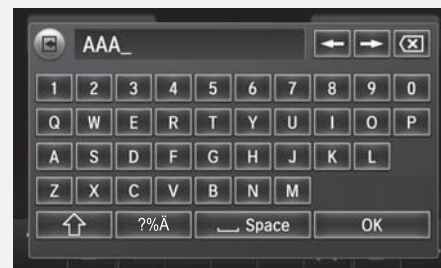 AAA_
1 2 3 4 5 6 7 8 9 0
Q W E R T Y U I O P
A S D F G H J K L
Z X C V B N M
?%Ä Space OK